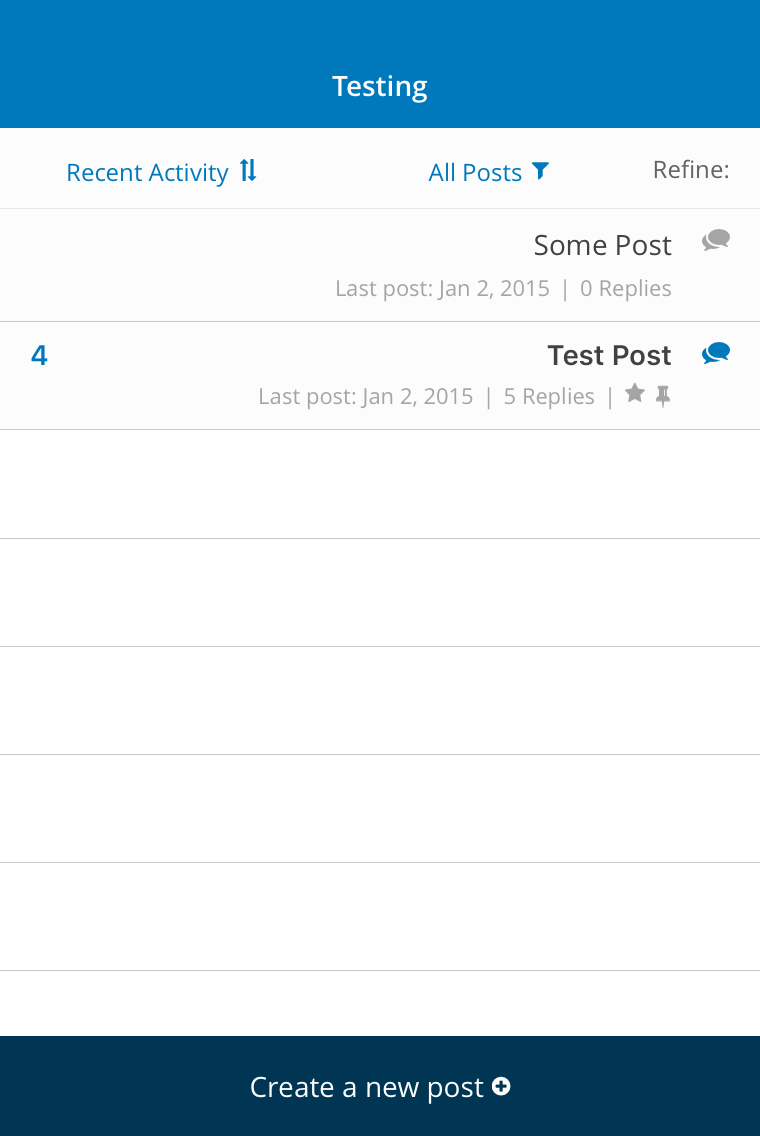 Testing
Refine: All Posts Recent Activity
Some Post
Last post: Jan 2, 2015 | 0 Replies
Test Post 4
Last post: Jan 2, 2015 | 5 Replies |
Create a new post